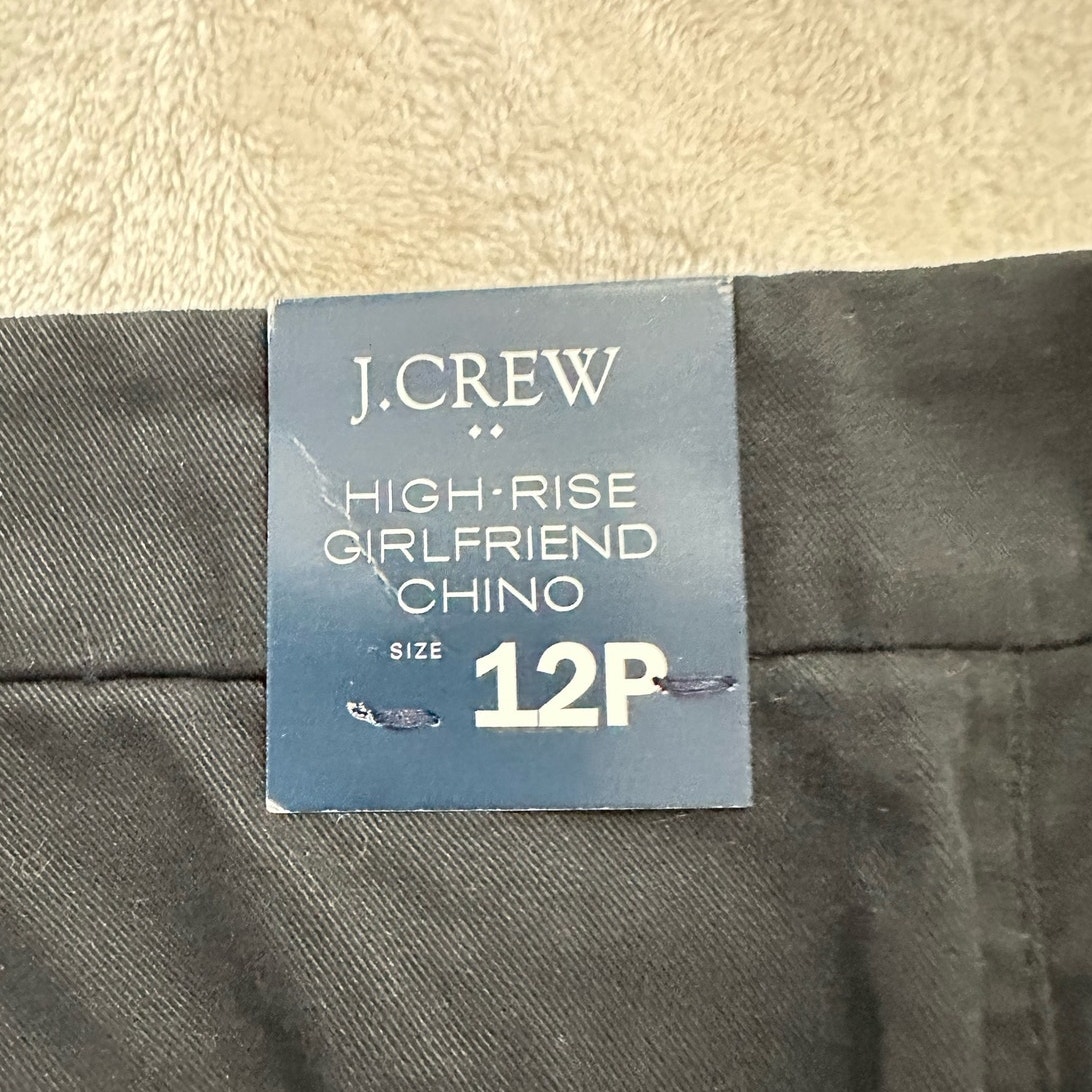 J.CREW
HIGH-RISE
GIRLFRIEND
CHINO
SIZE 12P